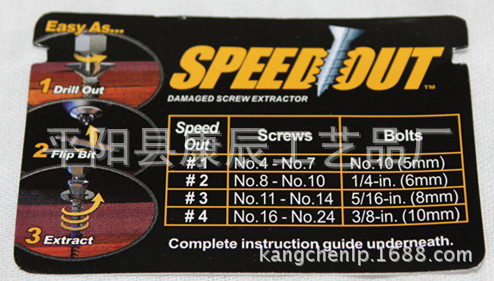 Easy As...
1 Drill Out
2 Flip Bit
3 Extract
SPEED OUT™
DAMAGED SCREW EXTRACTOR
Speed Out Screws Bolts
#1 No.4 - No.7 No.10 (5mm)
#2 No.8 - No.10 1/4-in. (6mm)
#3 No.11 - No.14 5/16-in. (8mm)
#4 No.16 - No.24 3/8-in. (10mm)
Complete instruction guide underneath.
平阳县康辰工艺品厂
kangchenlp.1688.com